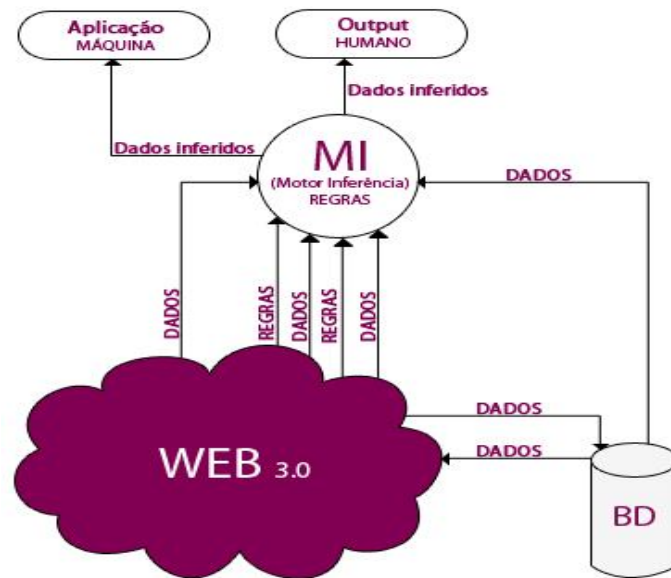 Aplicação
MÁQUINA
Output
HUMANO
Dados inferidos
Dados inferidos
MI
(Motor Inferência)
REGRAS
DADOS
DADOS
REGRAS
DADOS
REGRAS
DADOS
DADOS
DADOS
WEB 3.0
BD